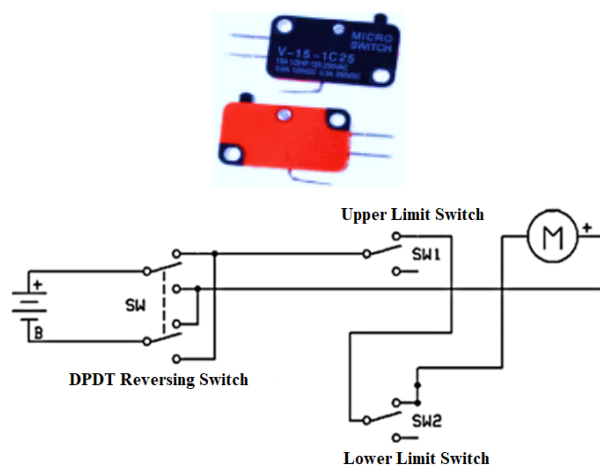 MICRO
SWITCH
V-15-1C25
Upper Limit Switch
+
M
SW1
+
SW
B
DPDT Reversing Switch
SW2
Lower Limit Switch